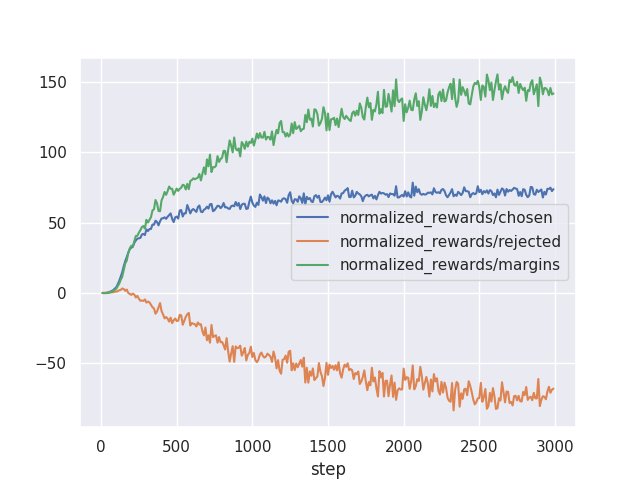 150
100
50
0
−50
normalized_rewards/chosen
normalized_rewards/rejected
normalized_rewards/margins
0 500 1000 1500 2000 2500 3000
step